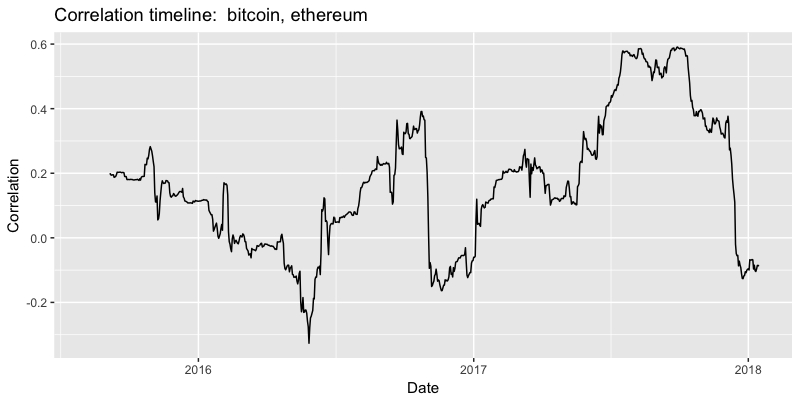 Correlation timeline:  bitcoin, ethereum
0.6
0.4
0.2
0.0
-0.2
Correlation
2016 2017 2018
Date